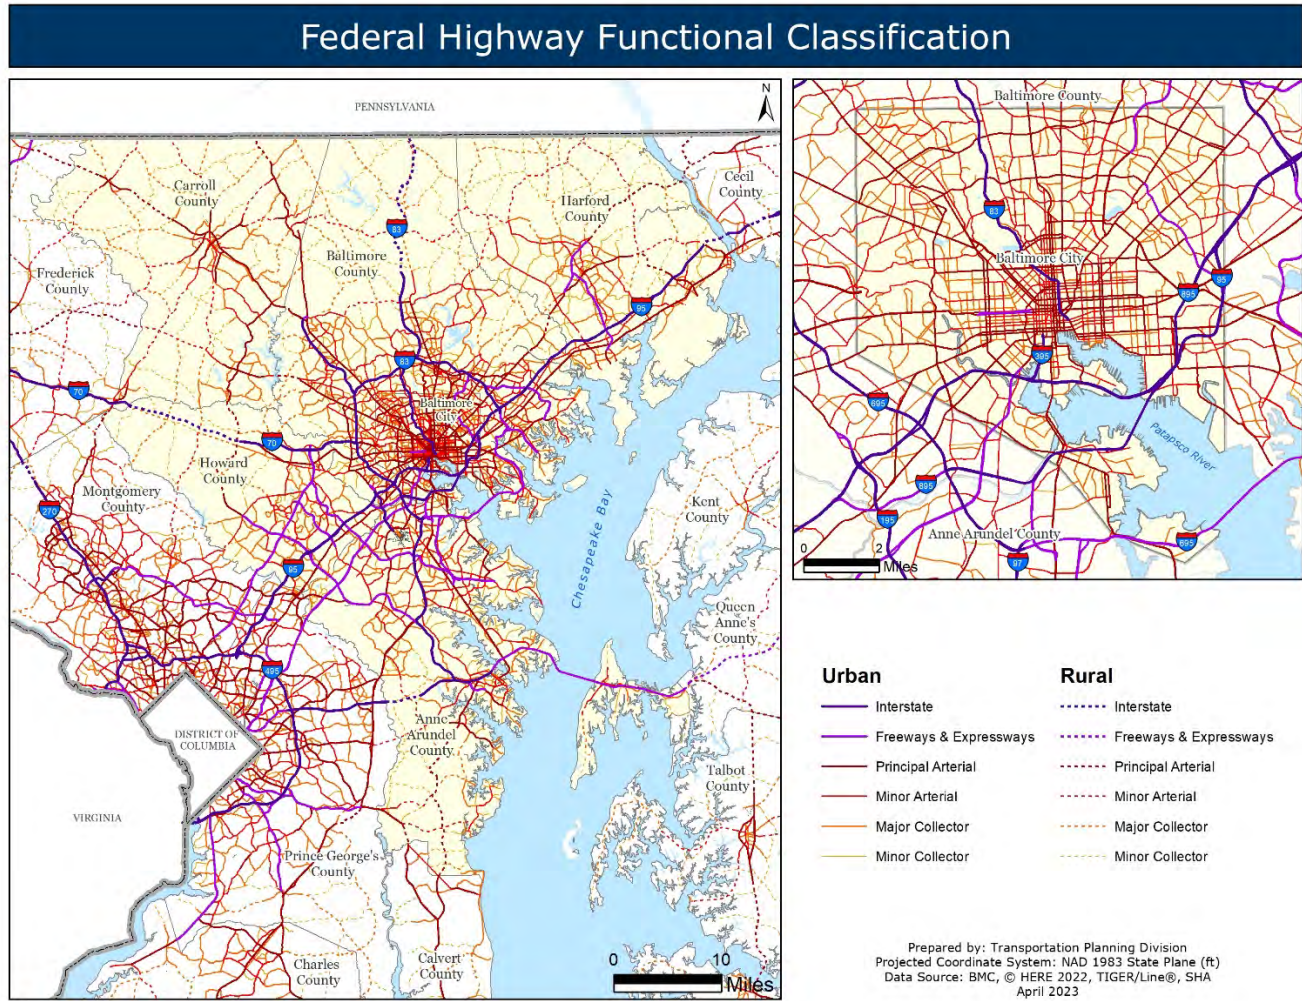 Federal Highway Functional Classification
N
PENNSYLVANIA
Carroll
County
Cecil
County
Harford
County
83
Baltimore
County
Frederick
County
95
83
70
Baltimore
City
70
Howard
County
Montgomery
County
270
Kent
County
Chesapeake Bay
95
Queen
Anne's
County
495
DISTRICT OF
COLUMBIA
Anne
Arundel
County
Talbot
County
VIRGINIA
Prince George's
County
Charles
County
Calvert
County
0 10
Miles
Baltimore County
83
Baltimore City
95
895
395
695
Patapsco River
895
195
Anne Arundel County
695
97
0 2
Miles
Urban
Interstate
Freeways & Expressways
Principal Arterial
Minor Arterial
Major Collector
Minor Collector
Rural
Interstate
Freeways & Expressways
Principal Arterial
Minor Arterial
Major Collector
Minor Collector
Prepared by: Transportation Planning Division
Projected Coordinate System: NAD 1983 State Plane (ft)
Data Source: BMC, © HERE 2022, TIGER/Line®, SHA
April 2023